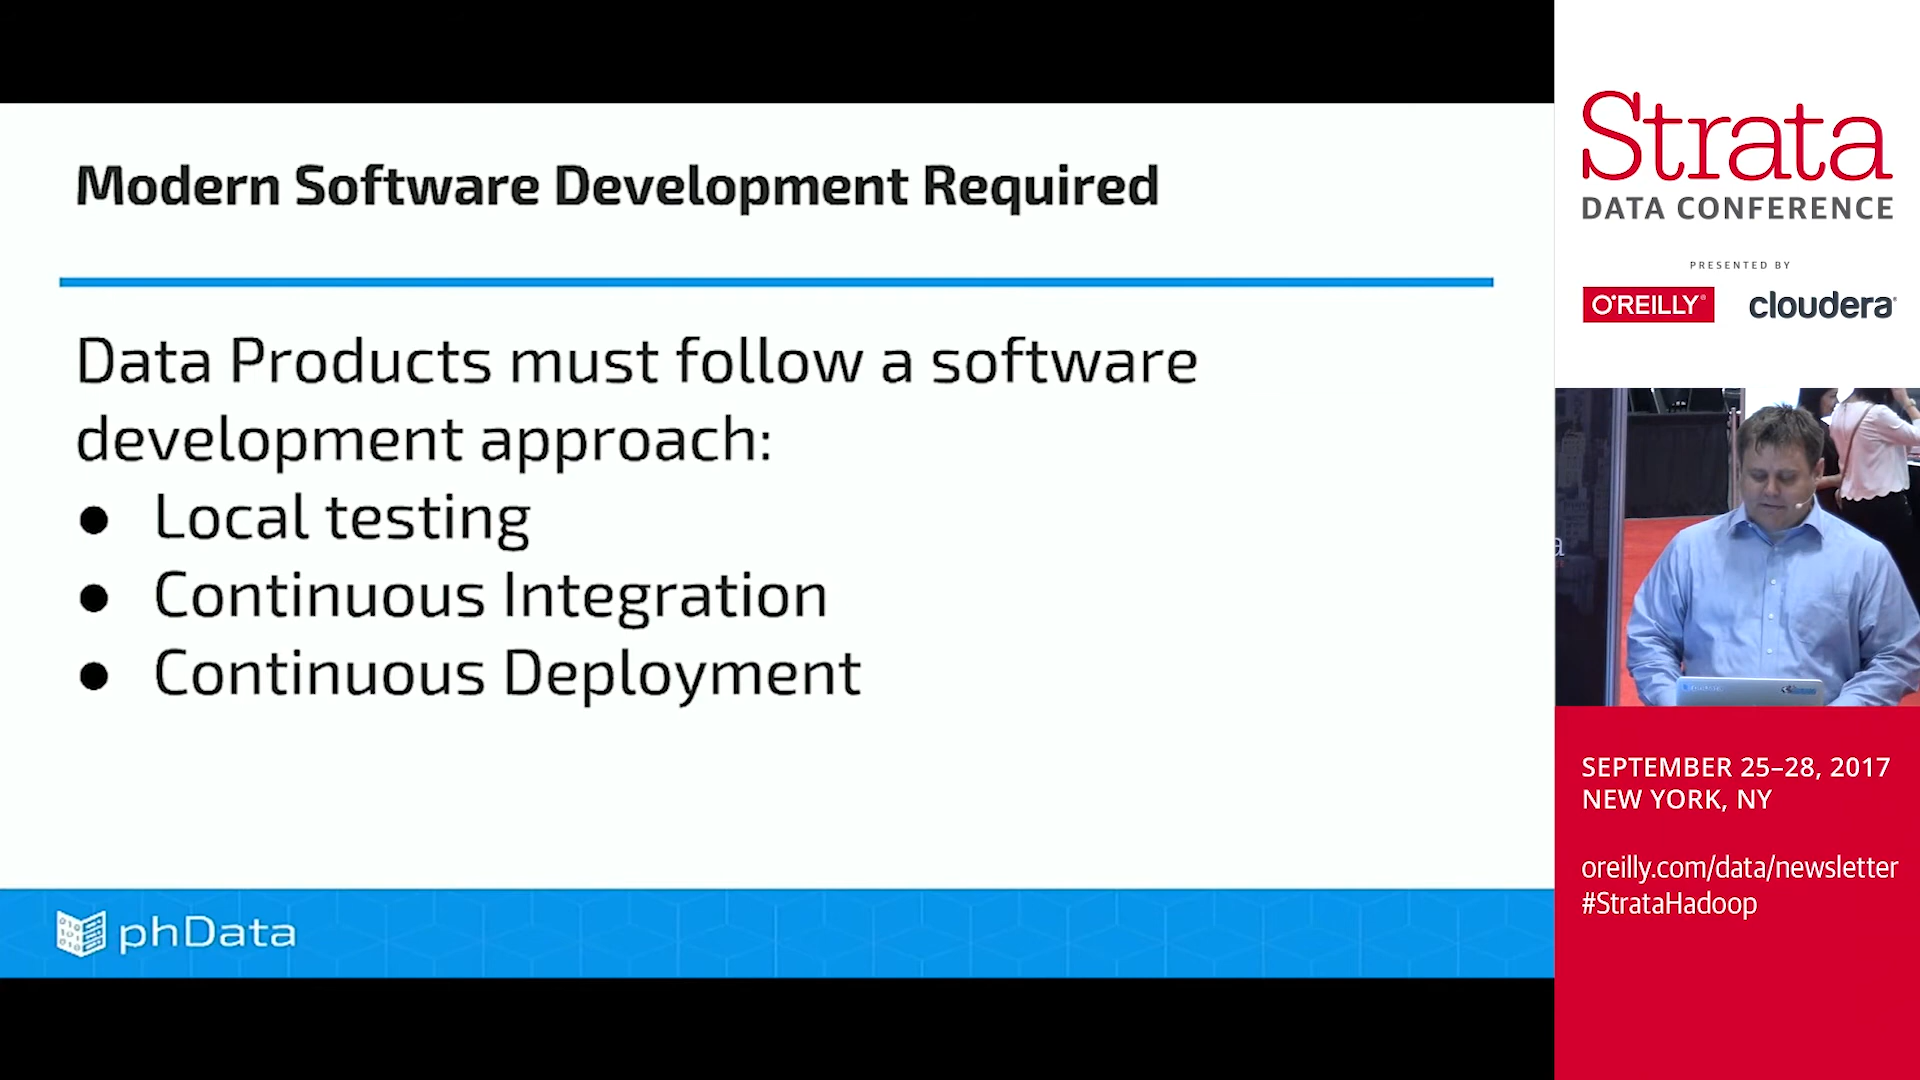 Modern Software Development Required
Data Products must follow a software
development approach:
● Local testing
● Continuous Integration
● Continuous Deployment
phData
Strata
DATA CONFERENCE
PRESENTED BY
O'REILLY®
cloudera®
SEPTEMBER 25–28, 2017
NEW YORK, NY
oreilly.com/data/newsletter
#StrataHadoop